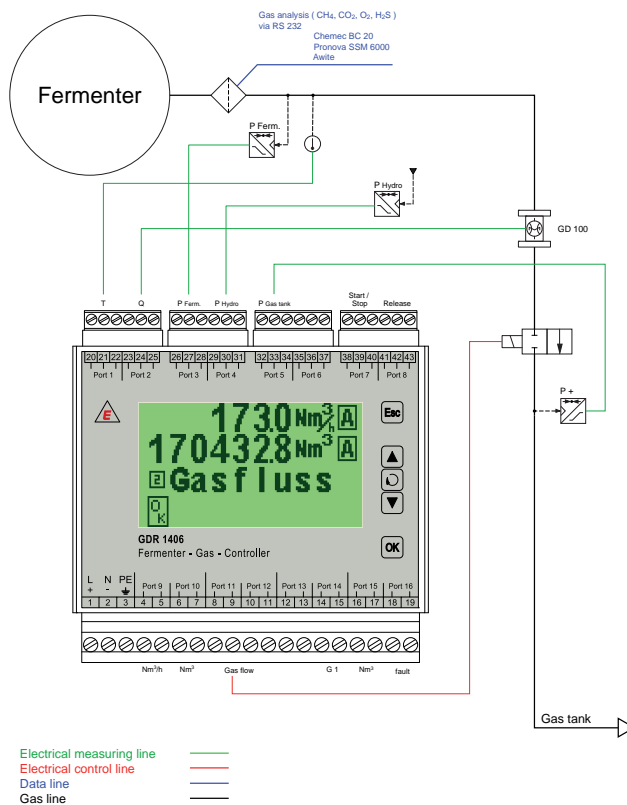 Gas analysis ( CH₄, CO₂, O₂, H₂S )
via RS 232
Chemec BC 20
Pronova SSM 6000
Awite
Fermenter
P Ferm.
P Hydro
GD 100
T Q P Ferm. P Hydro P Gas tank Start / Stop Release
20 21 22 23 24 25 26 27 28 29 30 31 32 33 34 35 36 37 38 39 40 41 42 43
Port 1 Port 2 Port 3 Port 4 Port 5 Port 6 Port 7 Port 8
P +
E
173.0 Nm³/h A
Esc
170432.8 Nm³ A
2 Gasfluss
OK
GDR 1406
Fermenter - Gas - Controller
OK
L N PE
+ -
Port 9 Port 10 Port 11 Port 12 Port 13 Port 14 Port 15 Port 16
1 2 3 4 5 6 7 8 9 10 11 12 13 14 15 16 17 18 19
Nm³/h Nm³ Gas flow G 1 Nm³ fault
Gas tank
Electrical measuring line
Electrical control line
Data line
Gas line